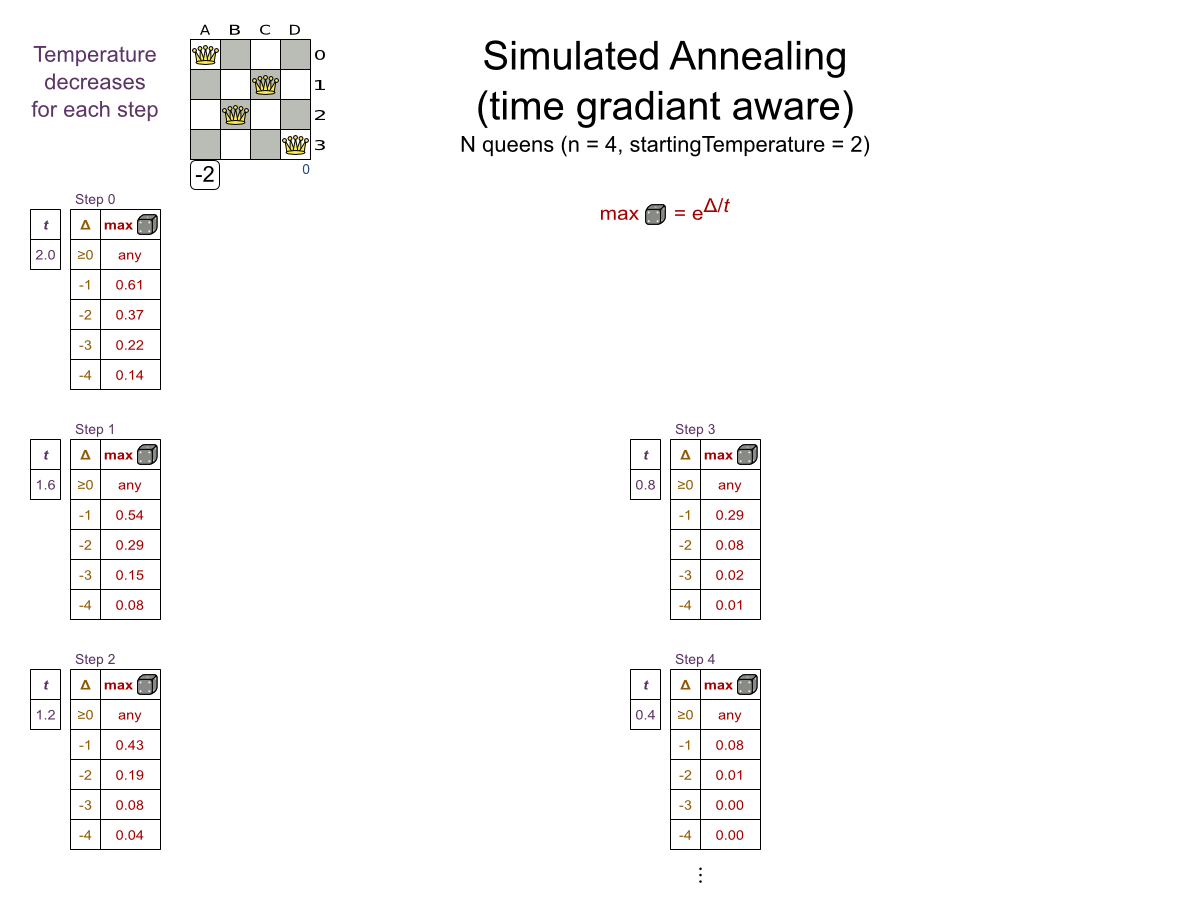 Temperature
decreases
for each step
A B C D
0
1
2
3
-2
0
Simulated Annealing
(time gradiant aware)
N queens (n = 4, startingTemperature = 2)
max = e^Δ/t
Step 0
t Δ max
2.0 ≥0 any
-1 0.61
-2 0.37
-3 0.22
-4 0.14
Step 1
t Δ max
1.6 ≥0 any
-1 0.54
-2 0.29
-3 0.15
-4 0.08
Step 2
t Δ max
1.2 ≥0 any
-1 0.43
-2 0.19
-3 0.08
-4 0.04
Step 3
t Δ max
0.8 ≥0 any
-1 0.29
-2 0.08
-3 0.02
-4 0.01
Step 4
t Δ max
0.4 ≥0 any
-1 0.08
-2 0.01
-3 0.00
-4 0.00
⋮